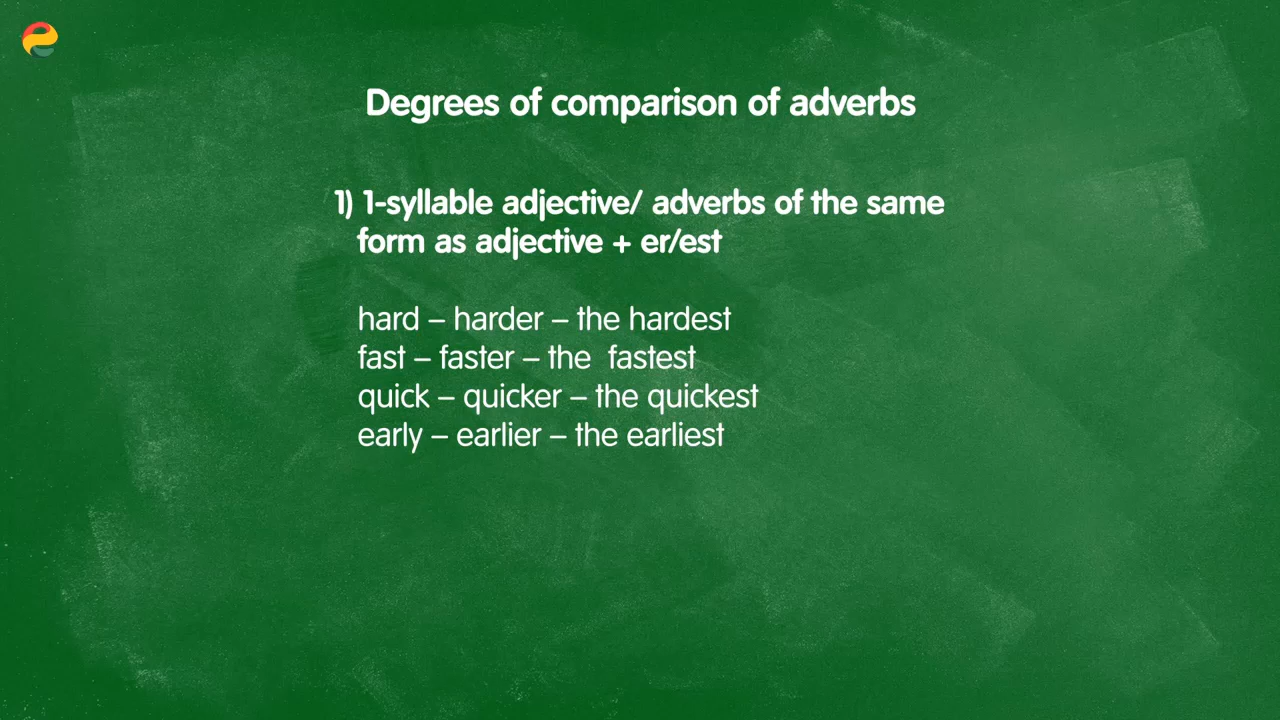 Degrees of comparison of adverbs
1) 1-syllable adjective/ adverbs of the same
form as adjective + er/est
hard – harder – the hardest
fast – faster – the  fastest
quick – quicker – the quickest
early – earlier – the earliest